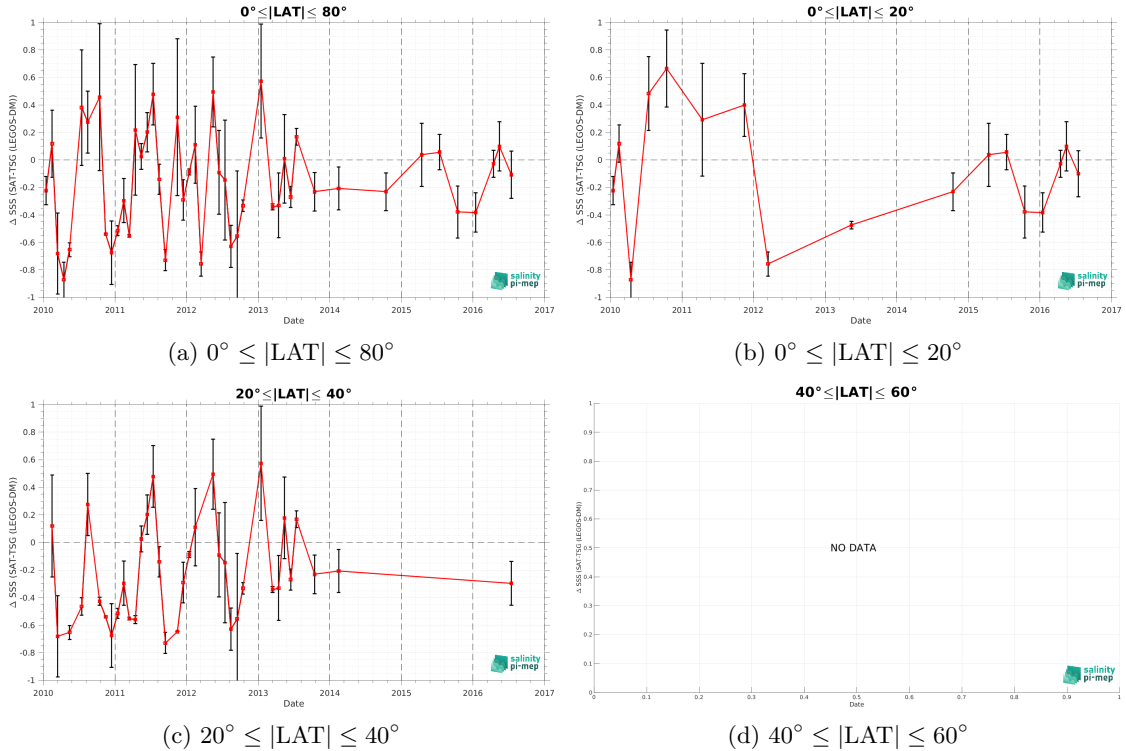 0°≤|LAT|≤ 80°
Δ SSS (SAT-TSG (LEGOS-DM))
1
0.8
0.6
0.4
0.2
0
-0.2
-0.4
-0.6
-0.8
-1
2010 2011 2012 2013 2014 2015 2016 2017
Date
salinity
pi-mep
(a) 0° ≤ |LAT| ≤ 80°
0°≤|LAT|≤ 20°
Δ SSS (SAT-TSG (LEGOS-DM))
1
0.8
0.6
0.4
0.2
0
-0.2
-0.4
-0.6
-0.8
-1
2010 2011 2012 2013 2014 2015 2016 2017
Date
salinity
pi-mep
(b) 0° ≤ |LAT| ≤ 20°
20°≤|LAT|≤ 40°
Δ SSS (SAT-TSG (LEGOS-DM))
1
0.8
0.6
0.4
0.2
0
-0.2
-0.4
-0.6
-0.8
-1
2010 2011 2012 2013 2014 2015 2016 2017
Date
salinity
pi-mep
(c) 20° ≤ |LAT| ≤ 40°
40°≤|LAT|≤ 60°
Δ SSS (SAT-TSG (LEGOS-DM))
1
0.9
0.8
0.7
0.6
0.5
0.4
0.3
0.2
0.1
0
NO DATA
0 0.1 0.2 0.3 0.4 0.5 0.6 0.7 0.8 0.9 1
Date
salinity
pi-mep
(d) 40° ≤ |LAT| ≤ 60°